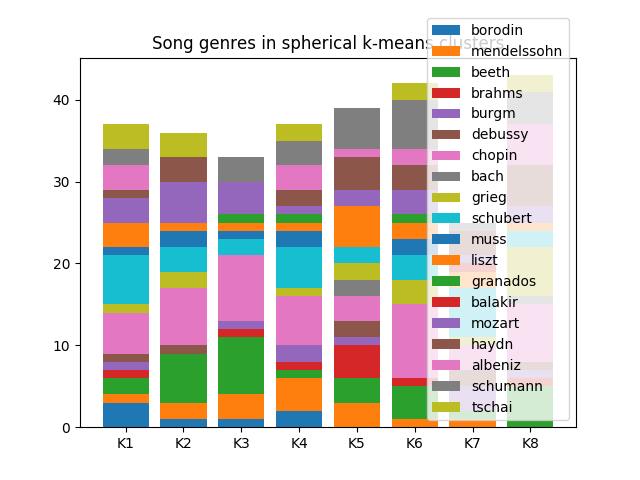 Song genres in spherical k-means clusters
borodin
mendelssohn
beeth
brahms
burgm
debussy
chopin
bach
grieg
schubert
muss
liszt
granados
balakir
mozart
haydn
albeniz
schumann
tschai
40
30
20
10
0
K1 K2 K3 K4 K5 K6 K7 K8